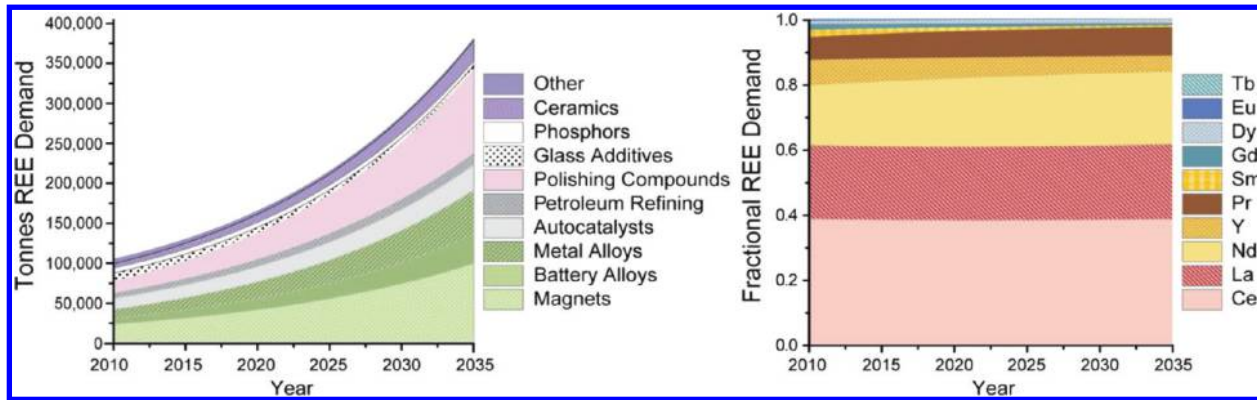 Tonnes REE Demand
400,000
350,000
300,000
250,000
200,000
150,000
100,000
50,000
0
2010 2015 2020 2025 2030 2035
Year
Other
Ceramics
Phosphors
Glass Additives
Polishing Compounds
Petroleum Refining
Autocatalysts
Metal Alloys
Battery Alloys
Magnets
Fractional REE Demand
1.0
0.8
0.6
0.4
0.2
0.0
2010 2015 2020 2025 2030 2035
Year
Tb
Eu
Dy
Gd
Sm
Pr
Y
Nd
La
Ce